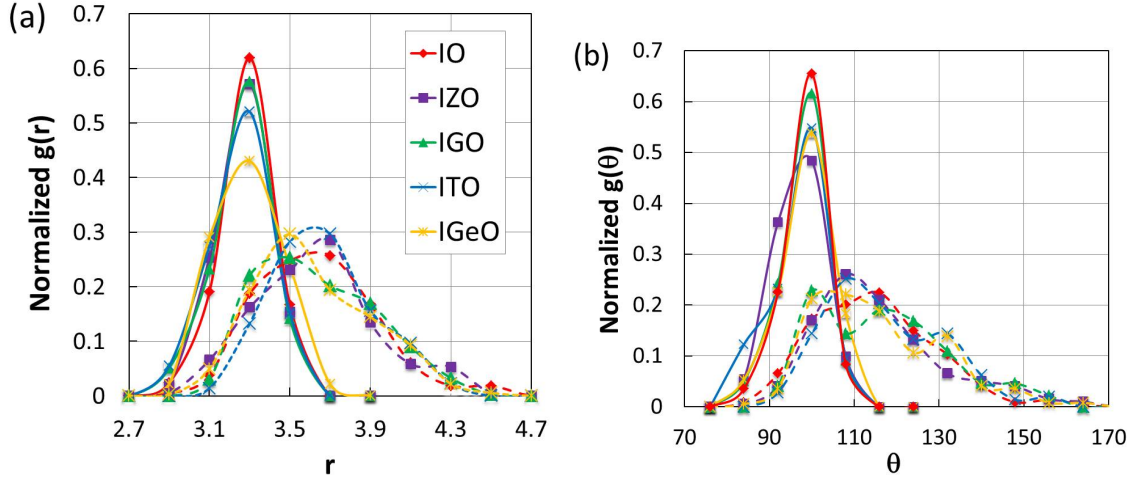 (a)
0.7
0.6
0.5
0.4
0.3
0.2
0.1
0
Normalized g(r)
2.7 3.1 3.5 3.9 4.3 4.7
r
IO
IZO
IGO
ITO
IGeO
(b)
0.7
0.6
0.5
0.4
0.3
0.2
0.1
0
Normalized g(θ)
70 90 110 130 150 170
θ